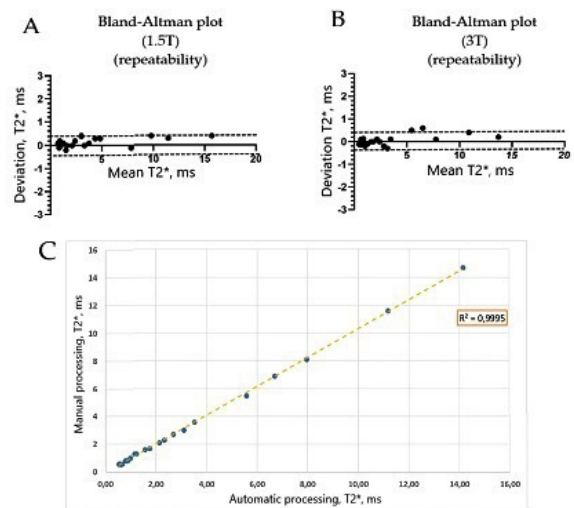 A
Bland-Altman plot
(1.5T)
(repeatability)
Deviation, T2*, ms
3
2
1
0
-1
-2
-3
5
10
15
20
Mean T2*, ms
B
Bland-Altman plot
(3T)
(repeatability)
Deviation T2*, ms
3
2
1
0
-1
-2
-3
5
10
15
20
Mean T2*, ms
C
Manual processing, T2*, ms
16
14
12
10
8
6
4
2
0
R² = 0,9995
0,00 2,00 4,00 6,00 8,00 10,00 12,00 14,00 16,00
Automatic processing, T2*, ms